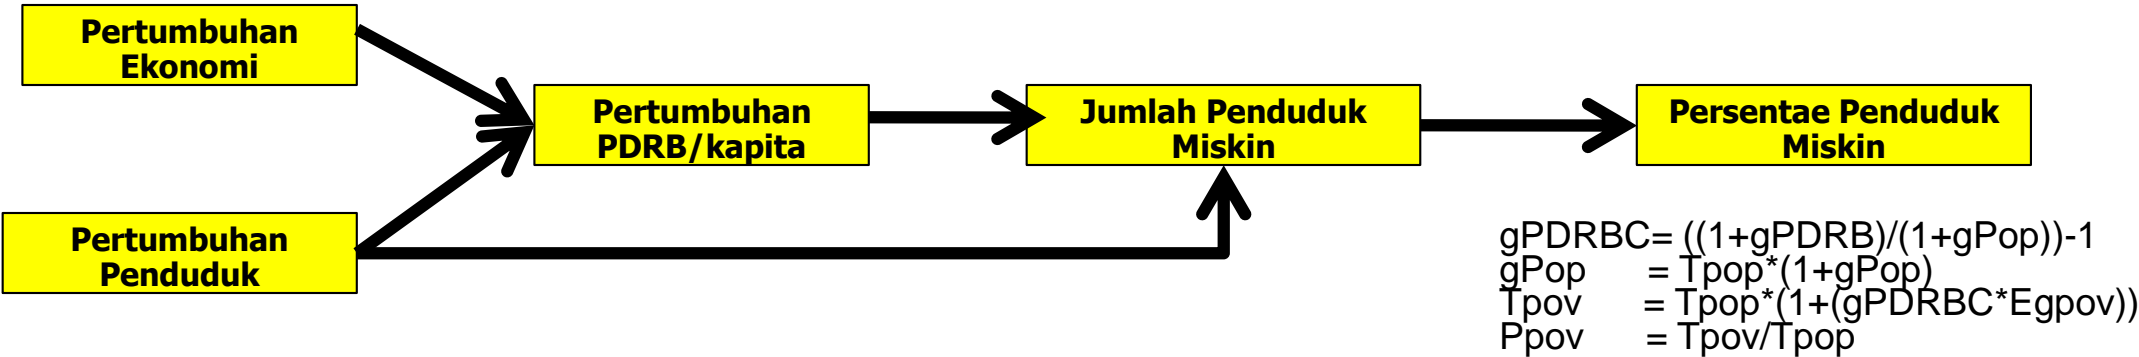 Pertumbuhan
Ekonomi
Pertumbuhan
PDRB/kapita
Jumlah Penduduk
Miskin
Persentae Penduduk
Miskin
Pertumbuhan
Penduduk
gPDRBC= ((1+gPDRB)/(1+gPop))-1
gPop = Tpop*(1+gPop)
Tpov = Tpop*(1+(gPDRBC*Egpov))
Ppov = Tpov/Tpop